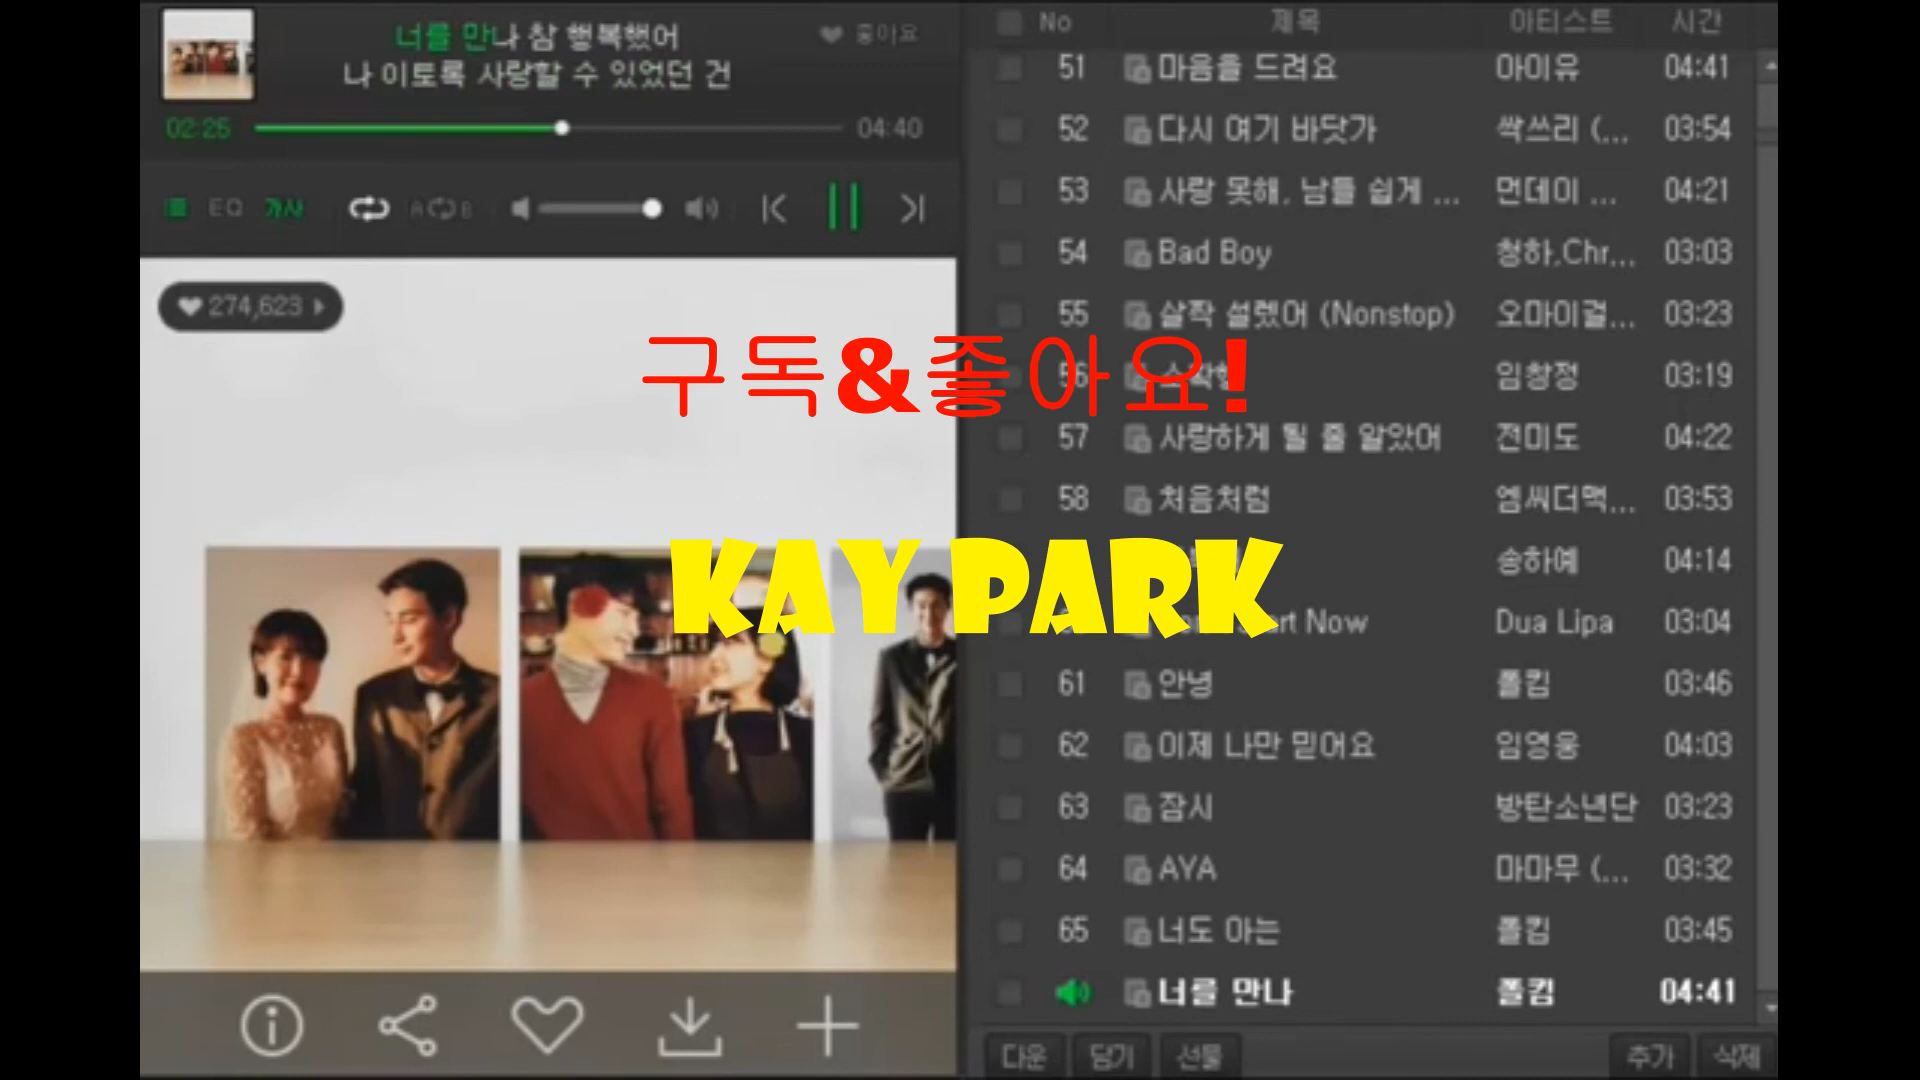 너를 만나 참 행복했어
나 이토록 사랑할 수 있었던 건
좋아요
02:25
04:40
EQ 가사
A B
274,623
구독&좋아요!
KAY PARK
No 제목 아티스트 시간
51 마음을 드려요 아이유 04:41
52 다시 여기 바닷가 싹쓰리 (... 03:54
53 사랑 못해, 남들 쉽게 ... 먼데이 ... 04:21
54 Bad Boy 청하,Chr... 03:03
55 살짝 설렜어 (Nonstop) 오마이걸... 03:23
56 임창정 03:19
57 사랑하게 될 줄 알았어 전미도 04:22
58 처음처럼 엠씨더맥... 03:53
송하예 04:14
Now Dua Lipa 03:04
61 안녕 폴킴 03:46
62 이제 나만 믿어요 임영웅 04:03
63 잠시 방탄소년단 03:23
64 AYA 마마무 (... 03:32
65 너도 아는 폴킴 03:45
너를 만나 폴킴 04:41
다운 담기 선물 추가 삭제